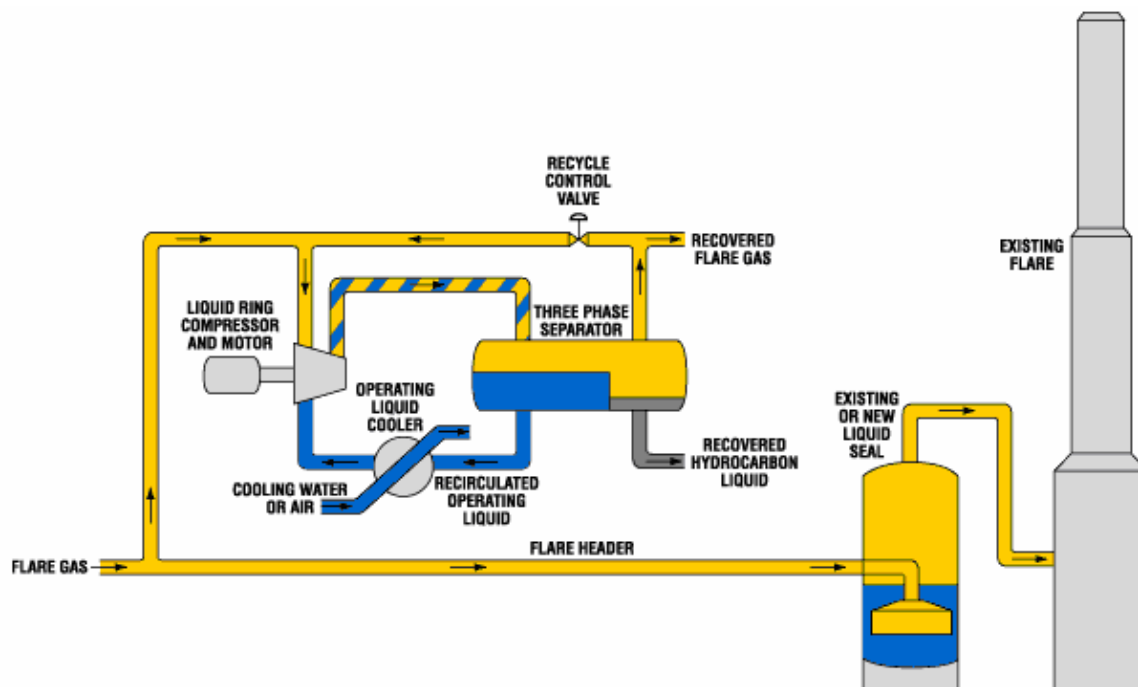 RECYCLE
CONTROL
VALVE
RECOVERED
FLARE GAS
EXISTING
FLARE
LIQUID RING
COMPRESSOR
AND MOTOR
THREE PHASE
SEPARATOR
OPERATING
LIQUID
COOLER
EXISTING
OR NEW
LIQUID
SEAL
RECOVERED
HYDROCARBON
LIQUID
COOLING WATER
OR AIR
RECIRCULATED
OPERATING
LIQUID
FLARE HEADER
FLARE GAS